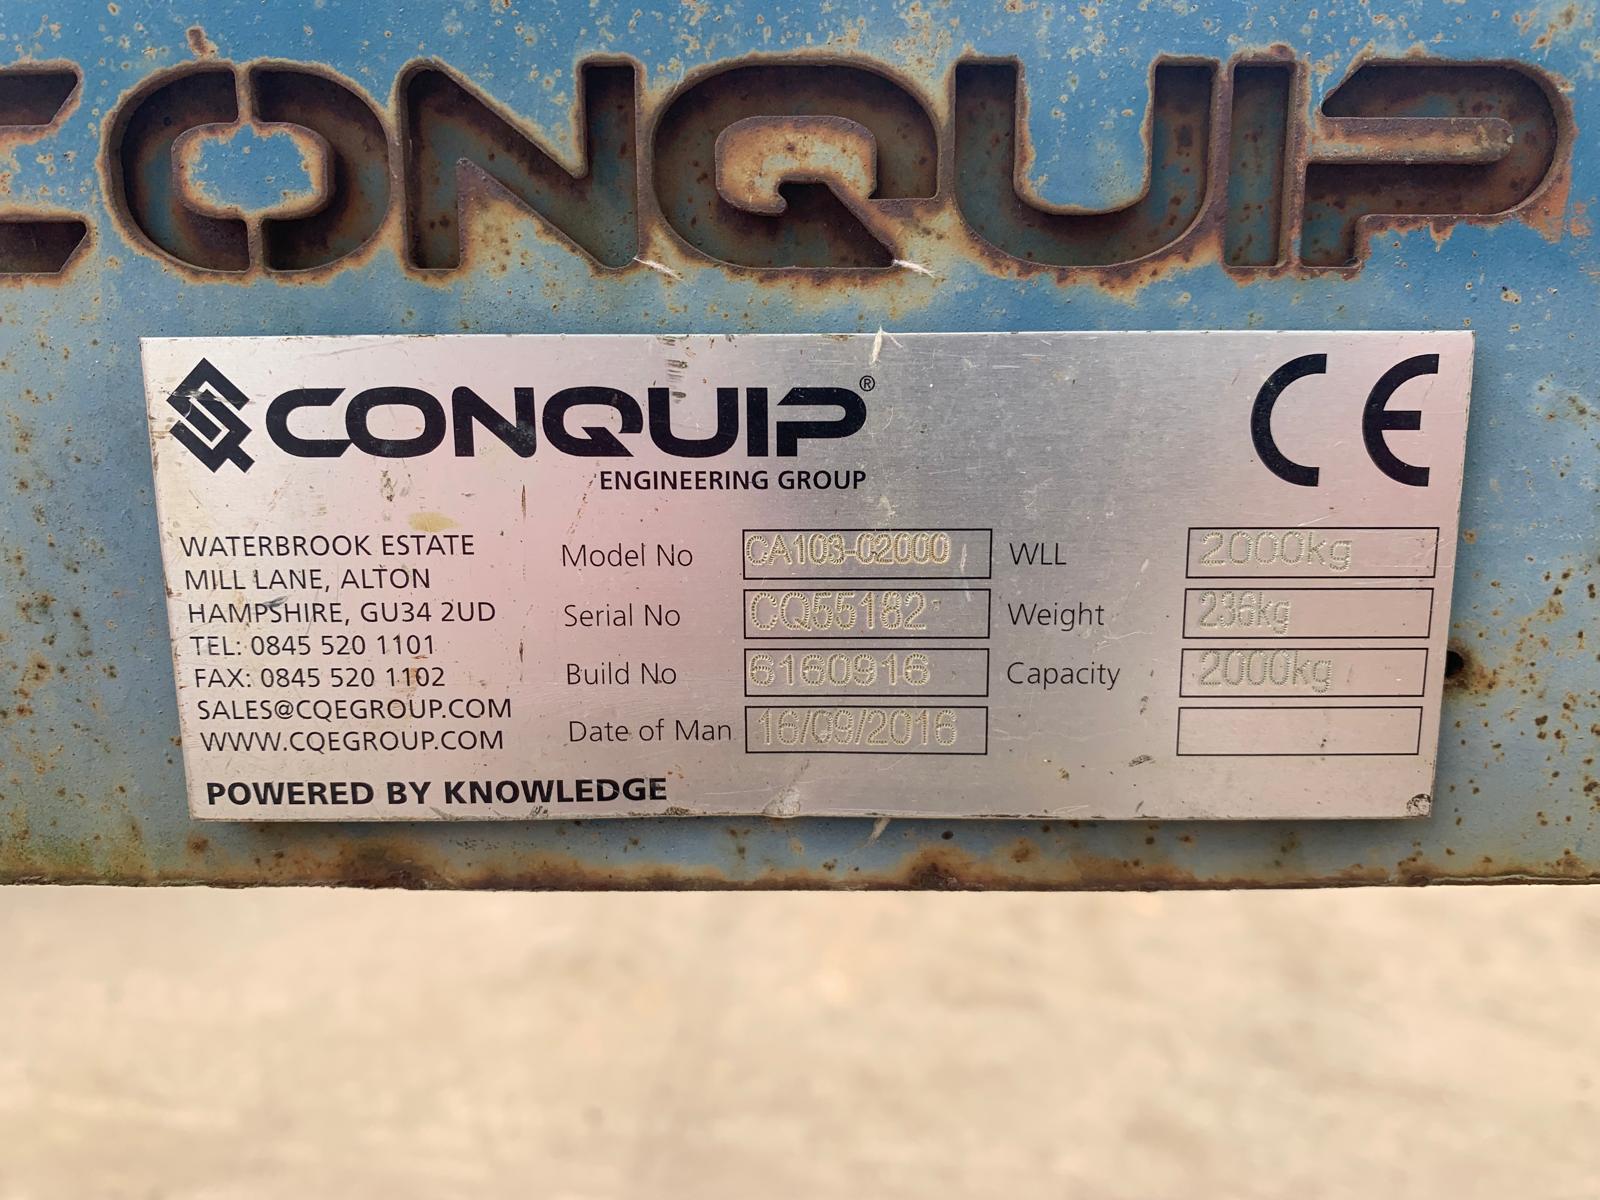 CONQUIP
CONQUIP®
ENGINEERING GROUP
CE
WATERBROOK ESTATE
MILL LANE, ALTON
HAMPSHIRE, GU34 2UD
TEL: 0845 520 1101
FAX: 0845 520 1102
SALES@CQEGROUP.COM
WWW.CQEGROUP.COM
POWERED BY KNOWLEDGE
Model No CA103-02000
Serial No CQ55182
Build No 6160916
Date of Man 16/09/2016
WLL 2000kg
Weight 236kg
Capacity 2000kg